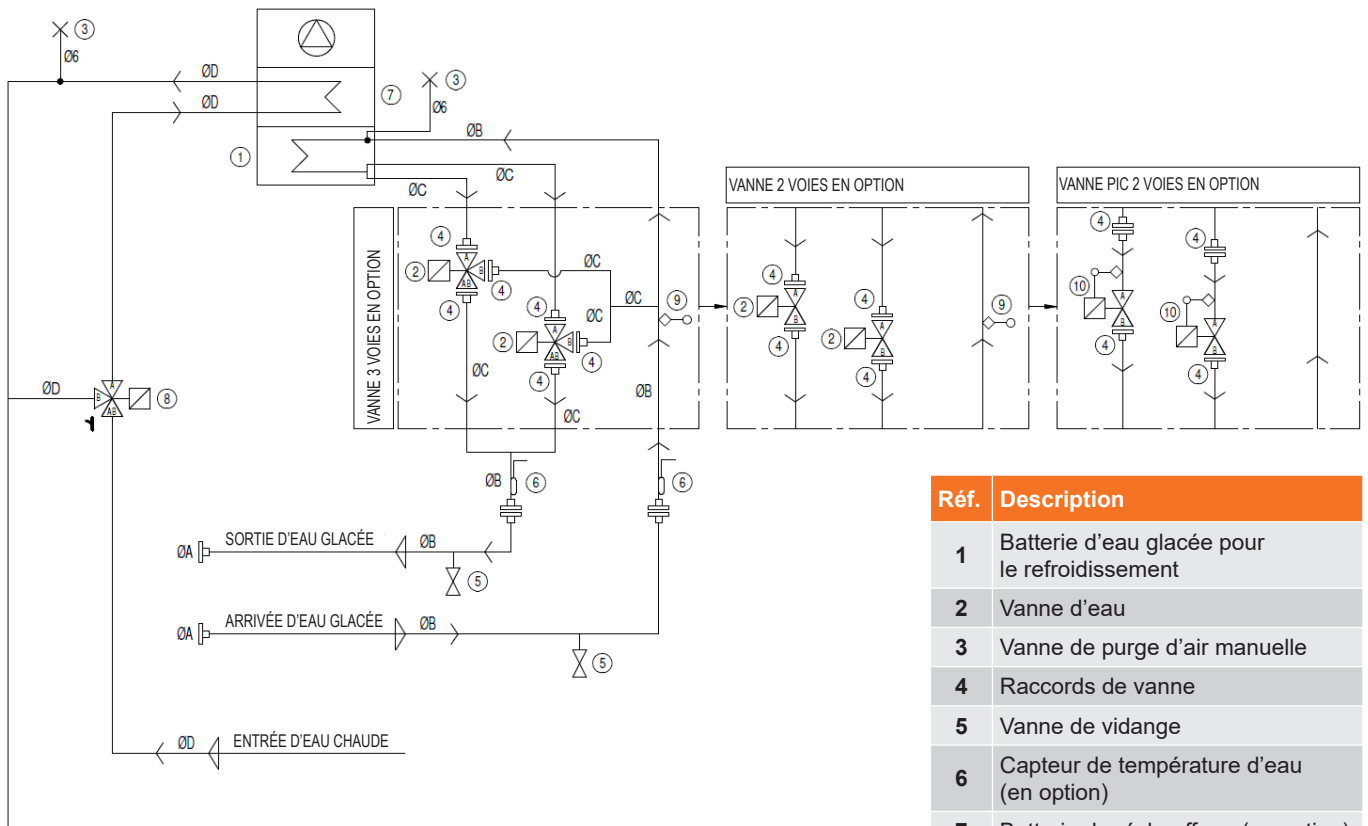 3
Ø6
ØD
7
3
ØD
Ø6
ØB
1
ØC
ØC
VANNE 2 VOIES EN OPTION
VANNE PIC 2 VOIES EN OPTION
VANNE 3 VOIES EN OPTION
4
A
2
B
AB
4
4
ØC
ØC
ØC
4
A
2
B
AB
4
4
9
ØC
ØB
ØC
4
A
2
B
4
4
A
2
B
4
9
4
10
A
B
4
4
10
A
B
4
ØD
A
B
AB
8
ØB
6
6
ØA
SORTIE D'EAU GLACÉE
ØB
5
ØA
ARRIVÉE D'EAU GLACÉE
ØB
5
ØD
ENTRÉE D'EAU CHAUDE
Réf. Description
1 Batterie d'eau glacée pour
le refroidissement
2 Vanne d'eau
3 Vanne de purge d'air manuelle
4 Raccords de vanne
5 Vanne de vidange
6 Capteur de température d'eau
(en option)